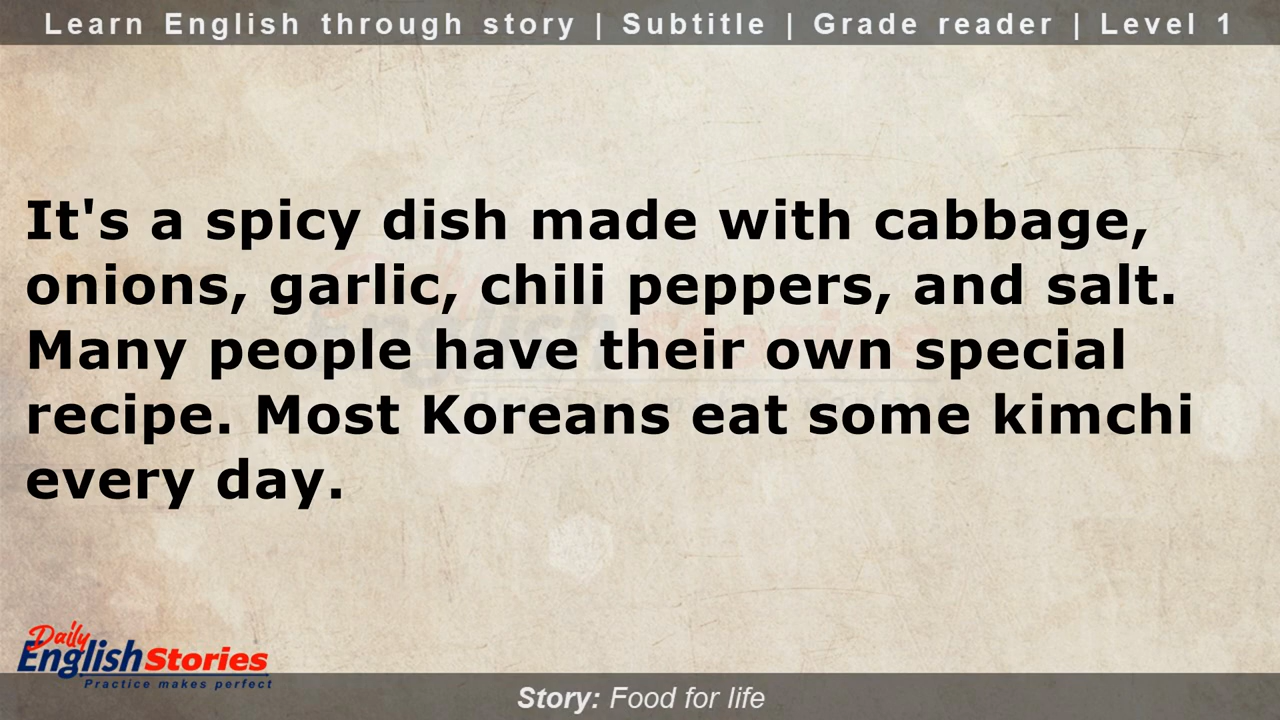 Learn English through story | Subtitle | Grade reader | Level 1
It's a spicy dish made with cabbage,
onions, garlic, chili peppers, and salt.
Many people have their own special
recipe. Most Koreans eat some kimchi
every day.
Daily
English Stories
Practice makes perfect
Story: Food for life